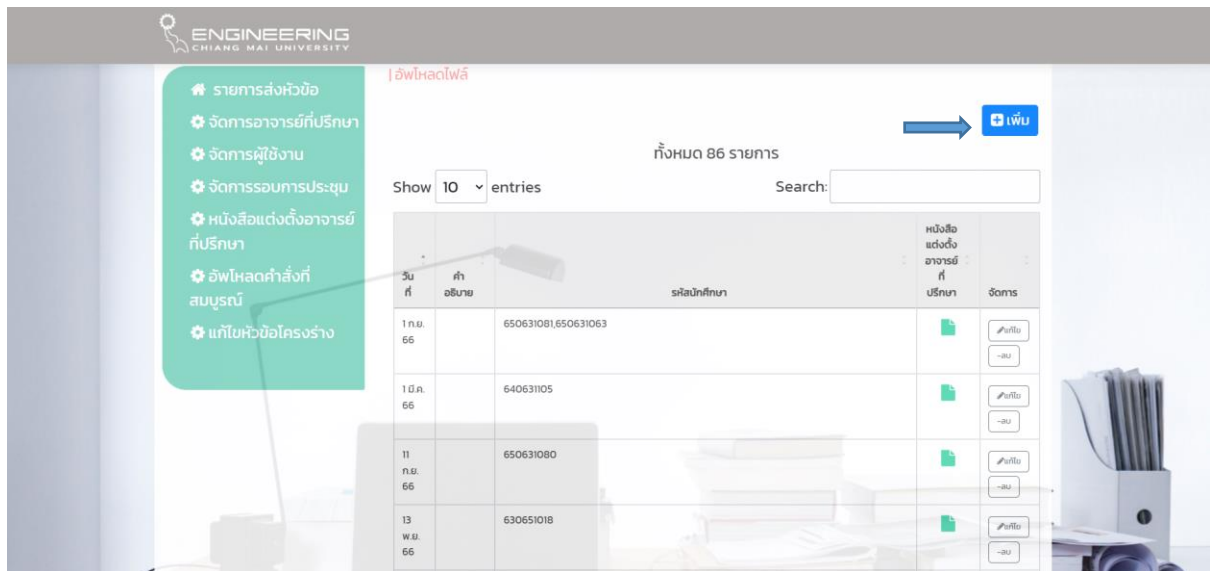 ENGINEERING
CHIANG MAI UNIVERSITY
รายการส่งหัวข้อ
จัดการอาจารย์ที่ปรึกษา
จัดการผู้ใช้งาน
จัดการรอบการประชุม
หนังสือแต่งตั้งอาจารย์
ที่ปรึกษา
อัพโหลดคำสั่งที่
สมบูรณ์
แก้ไขหัวข้อโครงร่าง
| อัพโหลดไฟล์
เพิ่ม
ทั้งหมด 86 รายการ
Show 10 entries Search:
วัน
ที่
คำ
อธิบาย
รหัสนักศึกษา
หนังสือ
แต่งตั้ง
อาจารย์
ที่
ปรึกษา
จัดการ
1 ก.ย.
66
650631081,650631063
แก้ไข
-ลบ
1 มี.ค.
66
640631105
แก้ไข
-ลบ
11
ก.ย.
66
650631080
แก้ไข
-ลบ
13
พ.ย.
66
630651018
แก้ไข
-ลบ